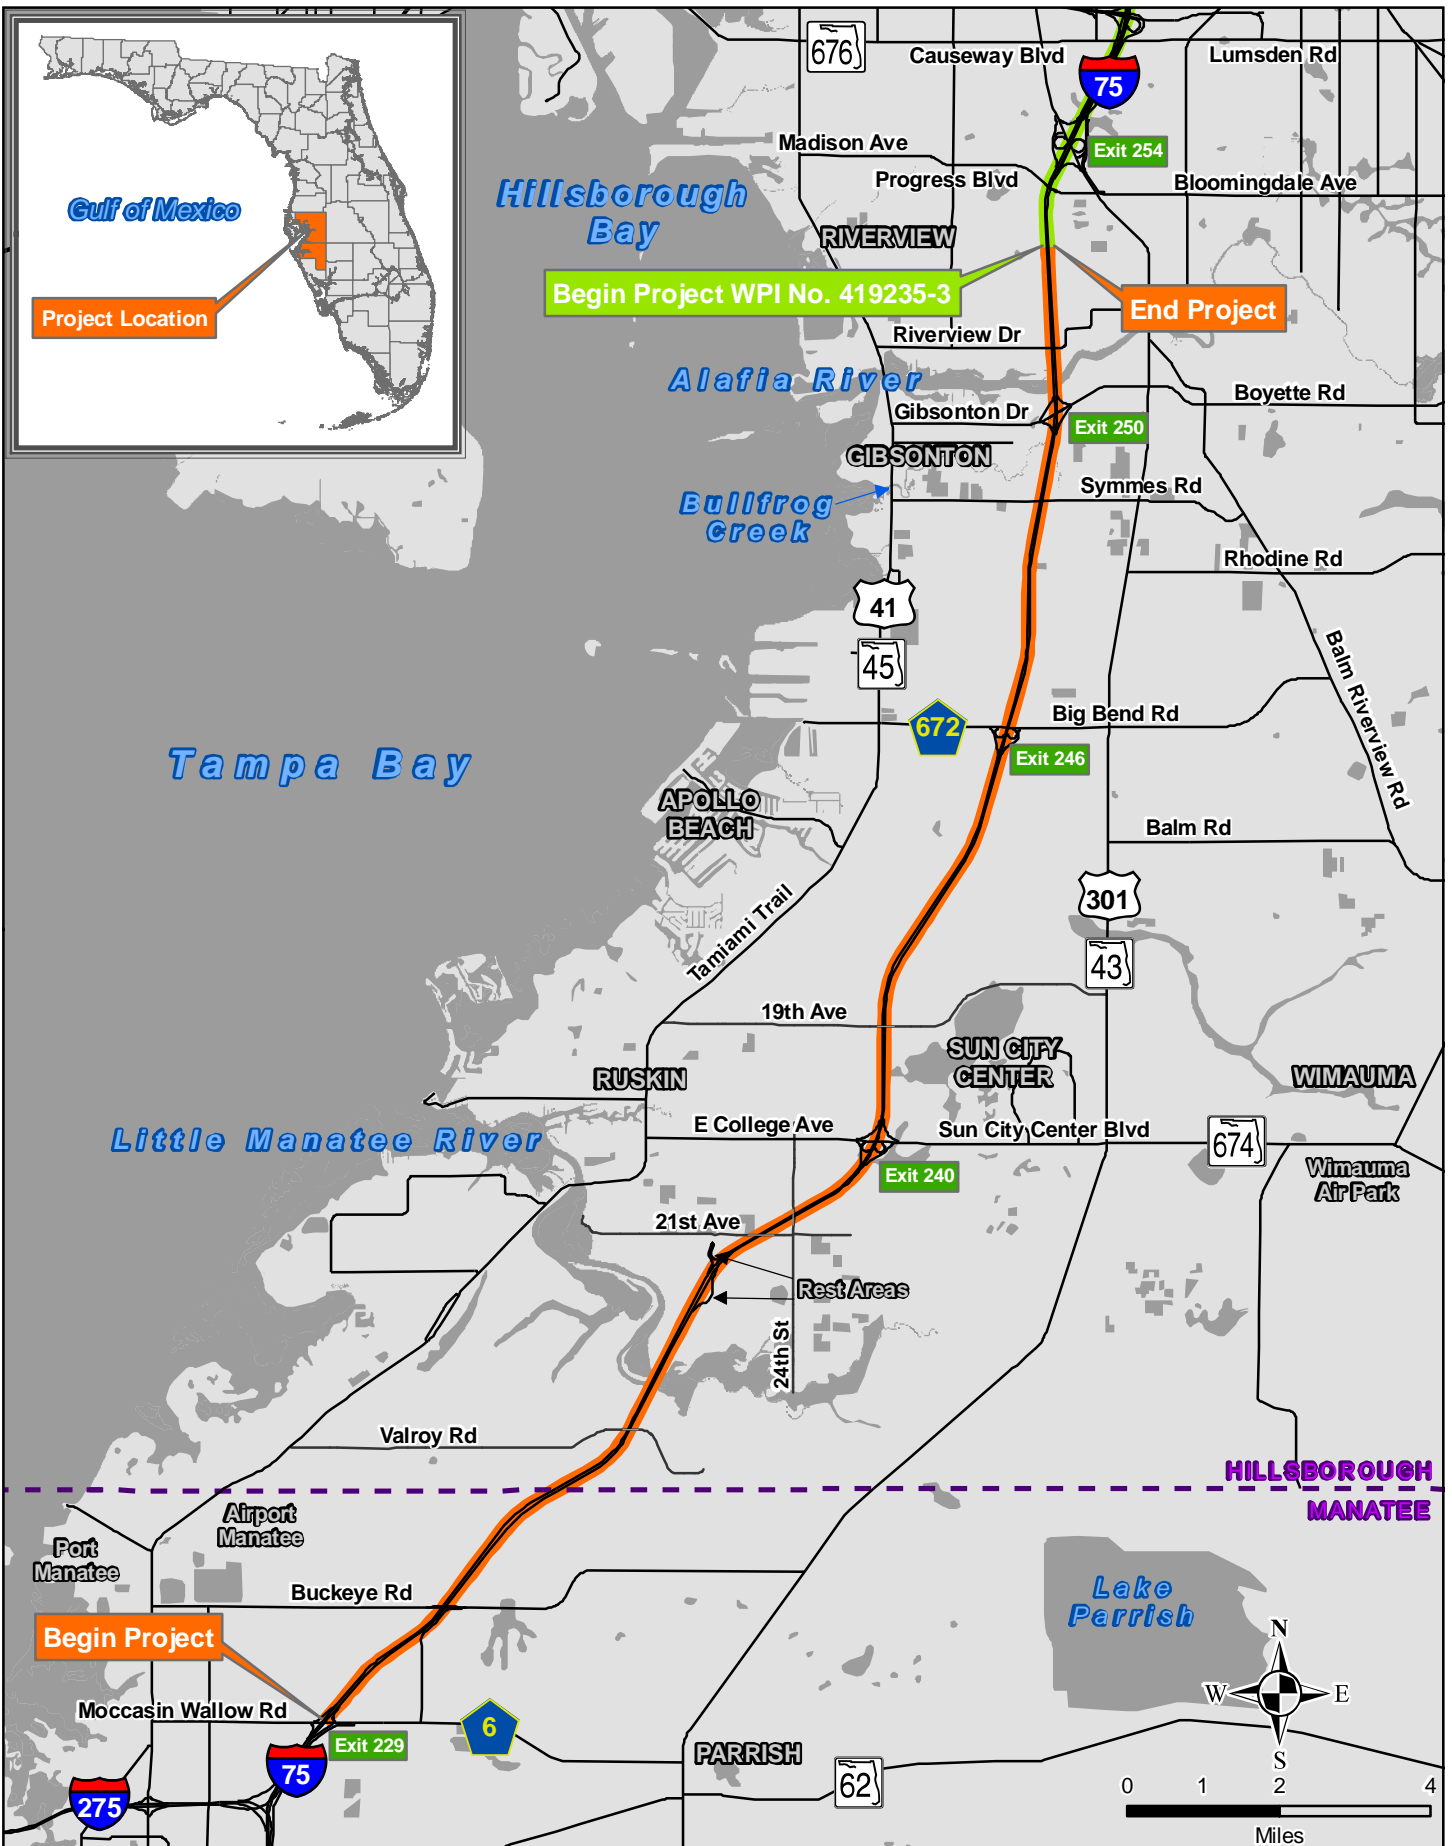 676
Causeway Blvd
Lumsden Rd
75
Madison Ave
Exit 254
Progress Blvd
Bloomingdale Ave
Gulf of Mexico
Hillsborough
Bay
RIVERVIEW
Project Location
Begin Project WPI No. 419235-3
End Project
Riverview Dr
Alafia River
Boyette Rd
Gibsonton Dr
Exit 250
GIBSONTON
Symmes Rd
Bullfrog
Creek
Rhodine Rd
41
45
Balm Riverview Rd
672
Big Bend Rd
Exit 246
Tampa Bay
APOLLO
BEACH
Balm Rd
301
Tamiami Trail
43
19th Ave
SUN CITY
CENTER
RUSKIN
WIMAUMA
E College Ave
Sun City Center Blvd
674
Little Manatee River
Exit 240
Wimauma
Air Park
21st Ave
Rest Areas
24th St
Valroy Rd
HILLSBOROUGH
MANATEE
Airport
Manatee
Port
Manatee
Buckeye Rd
Lake
Parrish
Begin Project
N
W
E
S
Moccasin Wallow Rd
6
Exit 229
PARRISH
75
62
275
0 1 2 4
Miles